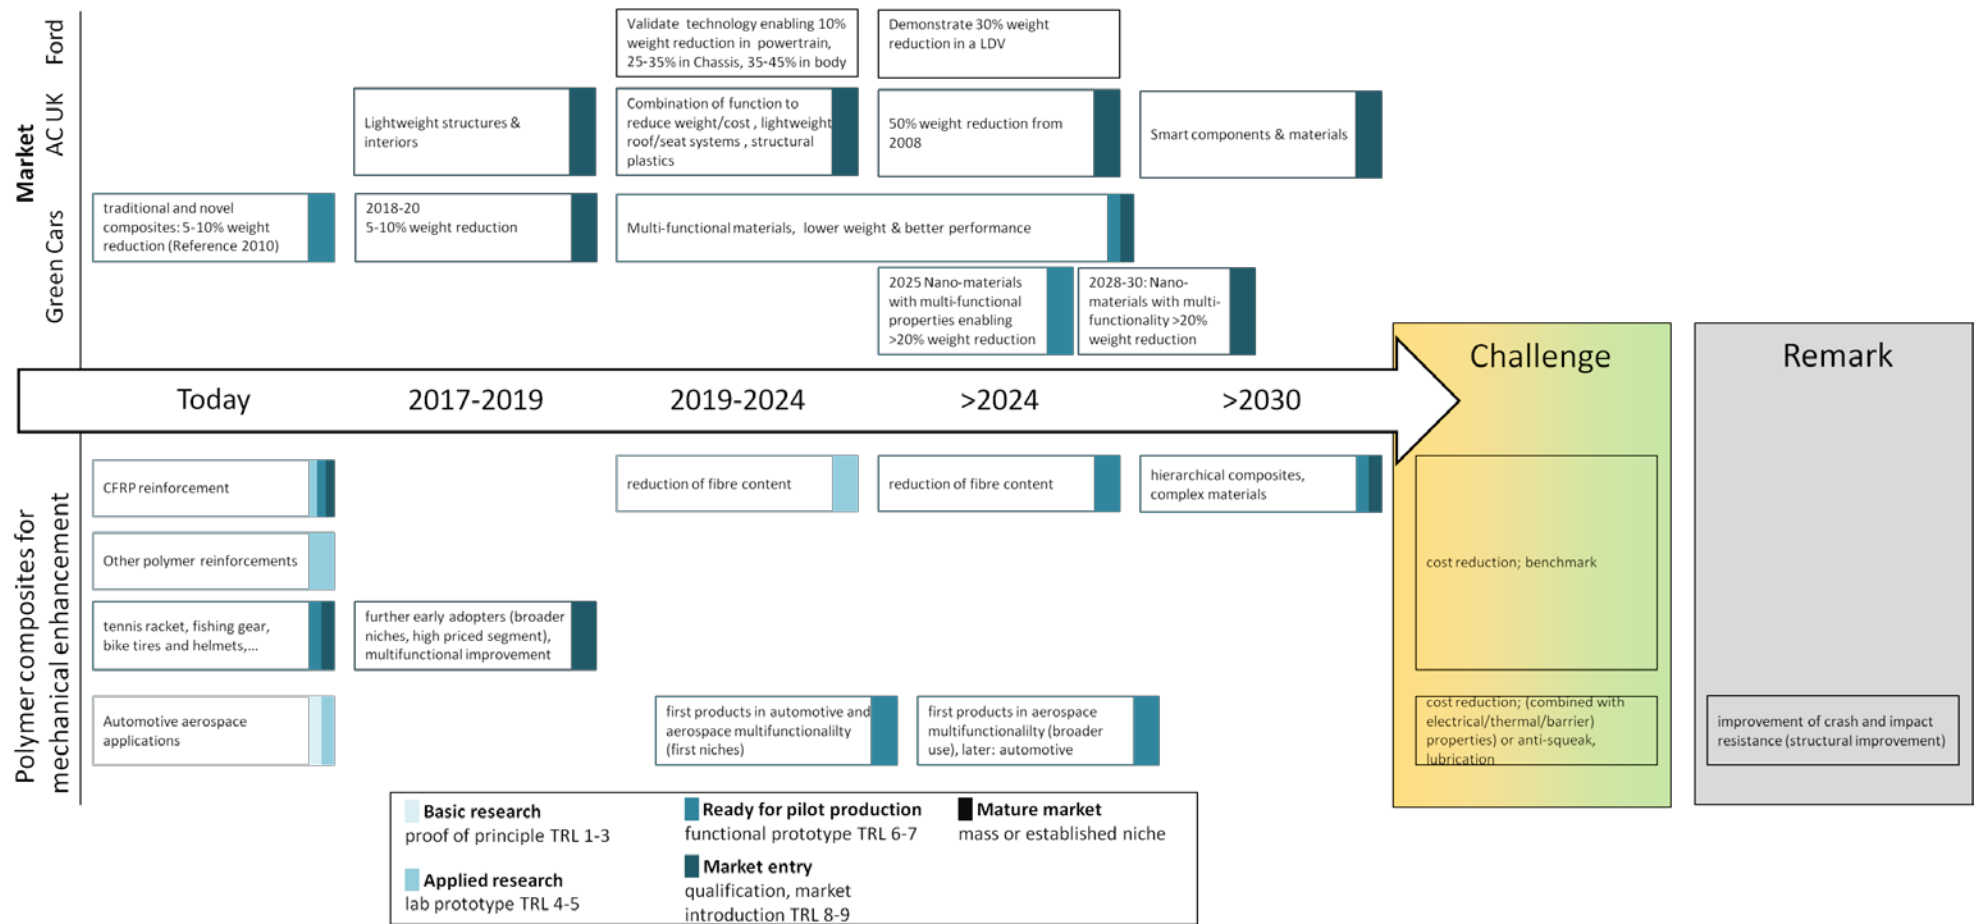 Market
Ford
Validate technology enabling 10%
weight reduction in powertrain,
25-35% in Chassis, 35-45% in body
Demonstrate 30% weight
reduction in a LDV
AC UK
Lightweight structures &
interiors
Combination of function to
reduce weight/cost , lightweight
roof/seat systems , structural
plastics
50% weight reduction from
2008
Smart components & materials
Green Cars
traditional and novel
composites: 5-10% weight
reduction (Reference 2010)
2018-20
5-10% weight reduction
Multi-functional materials, lower weight & better performance
2025 Nano-materials
with multi-functional
properties enabling
>20% weight reduction
2028-30: Nano-
materials with multi-
functionality >20%
weight reduction
Today
2017-2019
2019-2024
>2024
>2030
Challenge
Remark
Polymer composites for
mechanical enhancement
CFRP reinforcement
reduction of fibre content
reduction of fibre content
hierarchical composites,
complex materials
Other polymer reinforcements
cost reduction; benchmark
tennis racket, fishing gear,
bike tires and helmets,...
further early adopters (broader
niches, high priced segment),
multifunctional improvement
Automotive aerospace
applications
first products in automotive and
aerospace multifunctionalilty
(first niches)
first products in aerospace
multifunctionalilty (broader
use), later: automotive
cost reduction; (combined with
electrical/thermal/barrier)
properties) or anti-squeak,
lubrication
improvement of crash and impact
resistance (structural improvement)
Basic research
proof of principle TRL 1-3
Applied research
lab prototype TRL 4-5
Ready for pilot production
functional prototype TRL 6-7
Market entry
qualification, market
introduction TRL 8-9
Mature market
mass or established niche